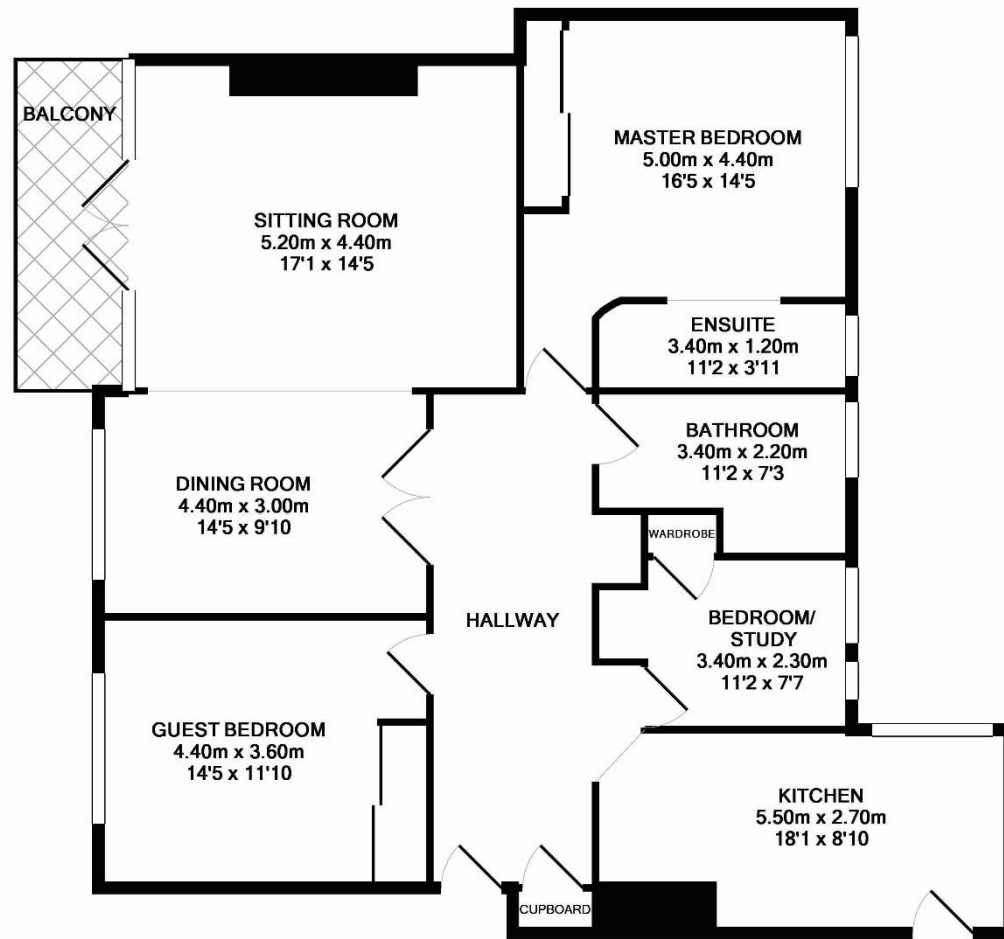 BALCONY
MASTER BEDROOM
5.00m x 4.40m
16'5 x 14'5
SITTING ROOM
5.20m x 4.40m
17'1 x 14'5
ENSUITE
3.40m x 1.20m
11'2 x 3'11
BATHROOM
3.40m x 2.20m
11'2 x 7'3
DINING ROOM
4.40m x 3.00m
14'5 x 9'10
WARDROBE
HALLWAY
BEDROOM/
STUDY
3.40m x 2.30m
11'2 x 7'7
GUEST BEDROOM
4.40m x 3.60m
14'5 x 11'10
KITCHEN
5.50m x 2.70m
18'1 x 8'10
CUPBOARD